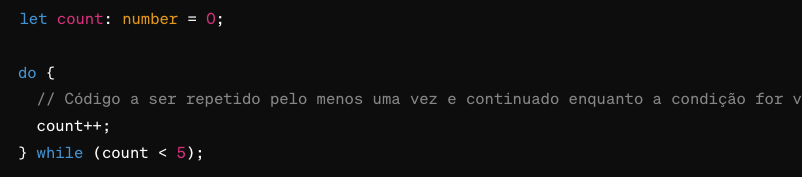 let count: number = 0;
do {
// Código a ser repetido pelo menos uma vez e continuado enquanto a condição for
count++;
} while (count < 5);